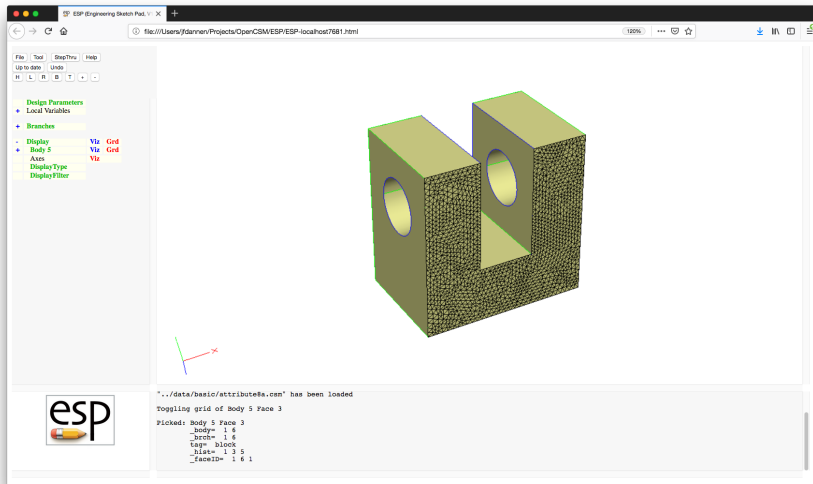 ESP (Engineering Sketch Pad, V
file:///Users/jfdannen/Projects/OpenCSM/ESP/ESP-localhost7681.html
120%
File Tool StepThru Help
Up to date Undo
H L R B T + -
Design Parameters
+ Local Variables
+ Branches
- Display Viz Grd
+ Body 5 Viz Grd
Axes Viz
DisplayType
DisplayFilter
x
esp
"../data/basic/attribute8a.csm" has been loaded
Toggling grid of Body 5 Face 3
Picked: Body 5 Face 3
_body= 1 6
_brch= 1 6
tag= block
_hist= 1 3 5
_faceID= 1 6 1